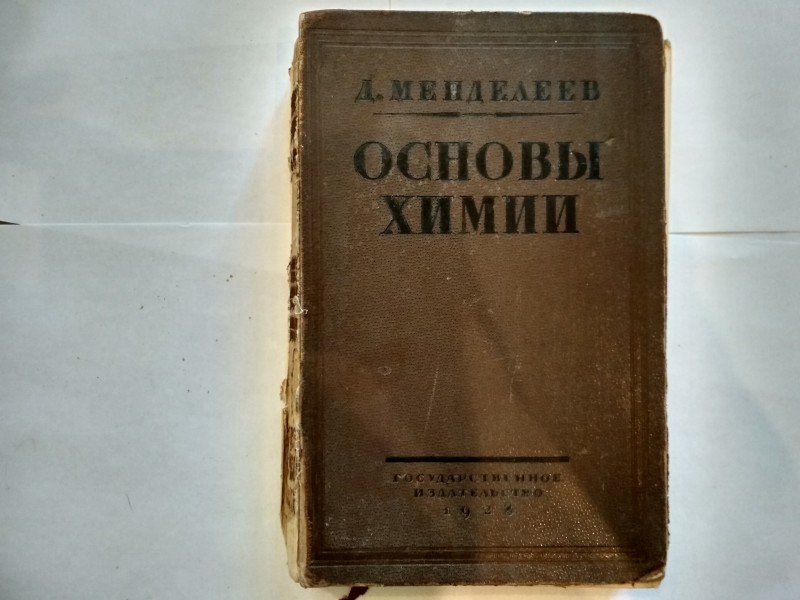 Д. МЕНДЕЛЕЕВ
ОСНОВЫ
ХИМИИ
ГОСУДАРСТВЕННОЕ
ИЗДАТЕЛЬСТВО